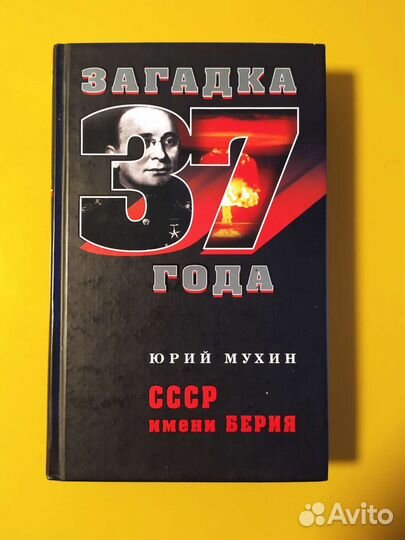 ЗАГАДКА
37
ГОДА
ЮРИЙ МУХИН
СССР
имени БЕРИЯ
Avito